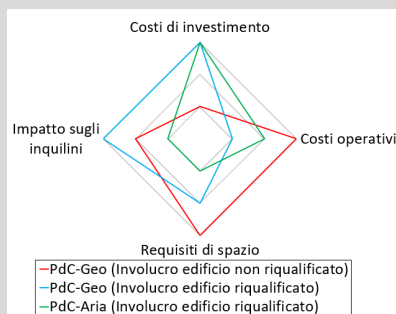 Costi di investimento
Impatto sugli
inquilini
Costi operativi
Requisiti di spazio
PdC-Geo (Involucro edificio non riqualificato)
PdC-Geo (Involucro edificio riqualificato)
PdC-Aria (Involucro edificio riqualificato)